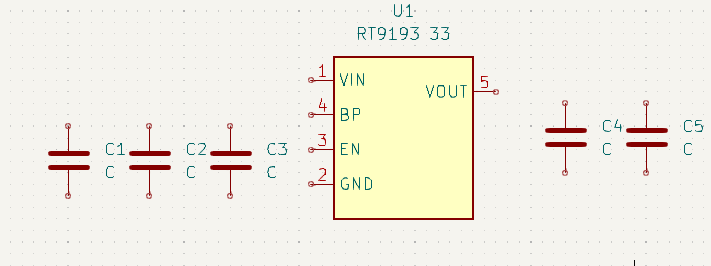 U1
RT9193 33
1 VIN
4 BP
3 EN
2 GND
VOUT 5
C1
C
C2
C
C3
C
C4
C
C5
C